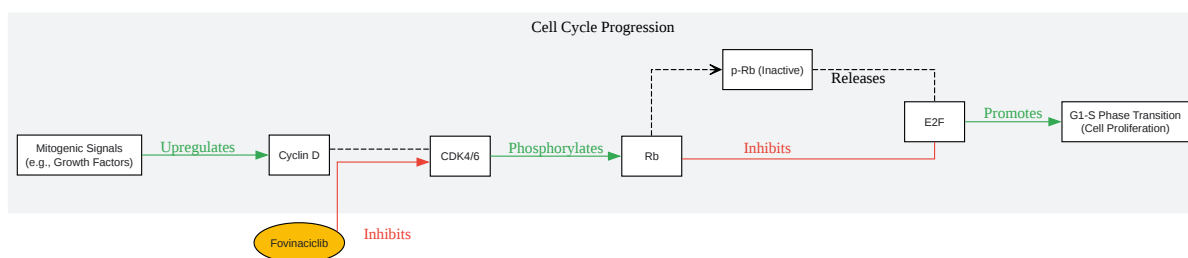 Cell Cycle Progression
p-Rb (Inactive)
Releases
Mitogenic Signals
(e.g., Growth Factors)
Upregulates
Cyclin D
CDK4/6
Phosphorylates
Rb
Inhibits
E2F
Promotes
G1-S Phase Transition
(Cell Proliferation)
Fovinaciclib
Inhibits